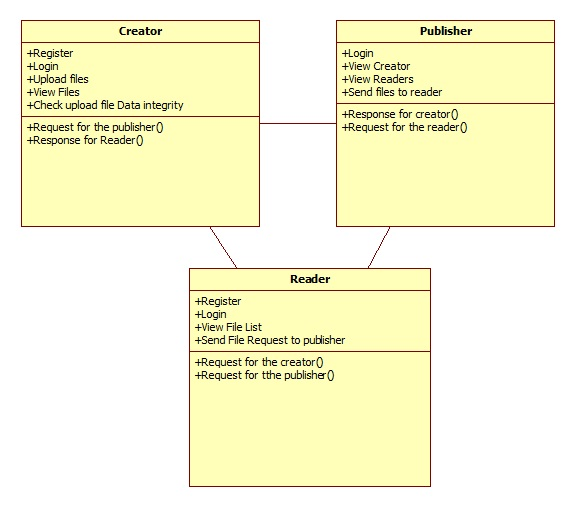 Creator
+Register
+Login
+Upload files
+View Files
+Check upload file Data integrity
+Request for the publisher()
+Response for Reader()
Publisher
+Login
+View Creator
+View Readers
+Send files to reader
+Response for creator()
+Request for the reader()
Reader
+Register
+Login
+View File List
+Send File Request to publisher
+Request for the creator()
+Request for tthe publisher()